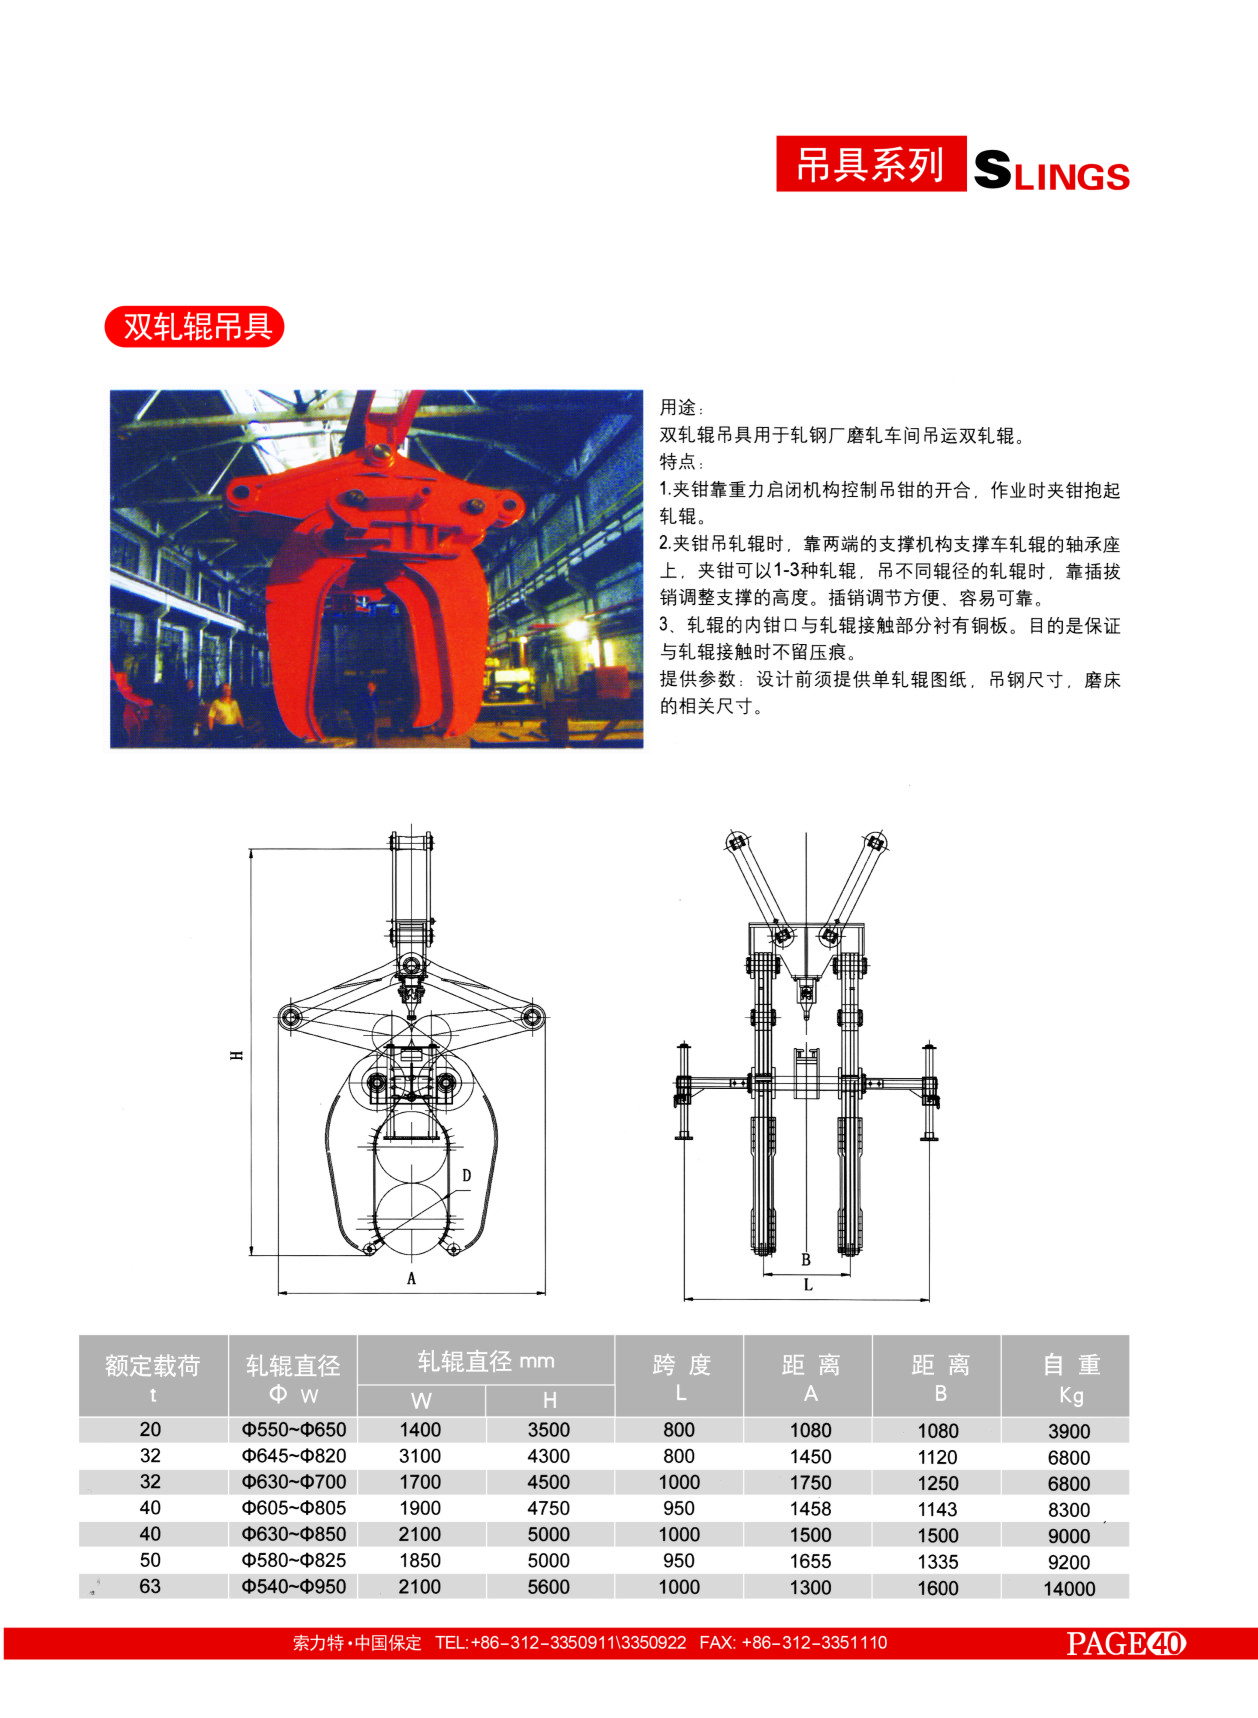 吊具系列 SLINGS
双轧辊吊具
用途：
双轧辊吊具用于轧钢厂磨轧车间吊运双轧辊。
特点：
1.夹钳靠重力启闭机构控制吊钳的开合，作业时夹钳抱起
轧辊。
2.夹钳吊轧辊时，靠两端的支撑机构支撑车轧辊的轴承座
上，夹钳可以1-3种轧辊，吊不同辊径的轧辊时，靠插拔
销调整支撑的高度。插销调节方便、容易可靠。
3、轧辊的内钳口与轧辊接触部分衬有铜板。目的是保证
与轧辊接触时不留压痕。
提供参数：设计前须提供单轧辊图纸，吊钢尺寸，磨床
的相关尺寸。
H
D
A
B
L
额定载荷 轧辊直径 轧辊直径 mm 跨 度 距 离 距 离 自 重
t Φ W W H L A B Kg
20 Φ550~Φ650 1400 3500 800 1080 1080 3900
32 Φ645~Φ820 3100 4300 800 1450 1120 6800
32 Φ630~Φ700 1700 4500 1000 1750 1250 6800
40 Φ605~Φ805 1900 4750 950 1458 1143 8300
40 Φ630~Φ850 2100 5000 1000 1500 1500 9000
50 Φ580~Φ825 1850 5000 950 1655 1335 9200
63 Φ540~Φ950 2100 5600 1000 1300 1600 14000
索力特·中国保定 TEL:+86-312-3350911\3350922 FAX: +86-312-3351110
PAGE 40